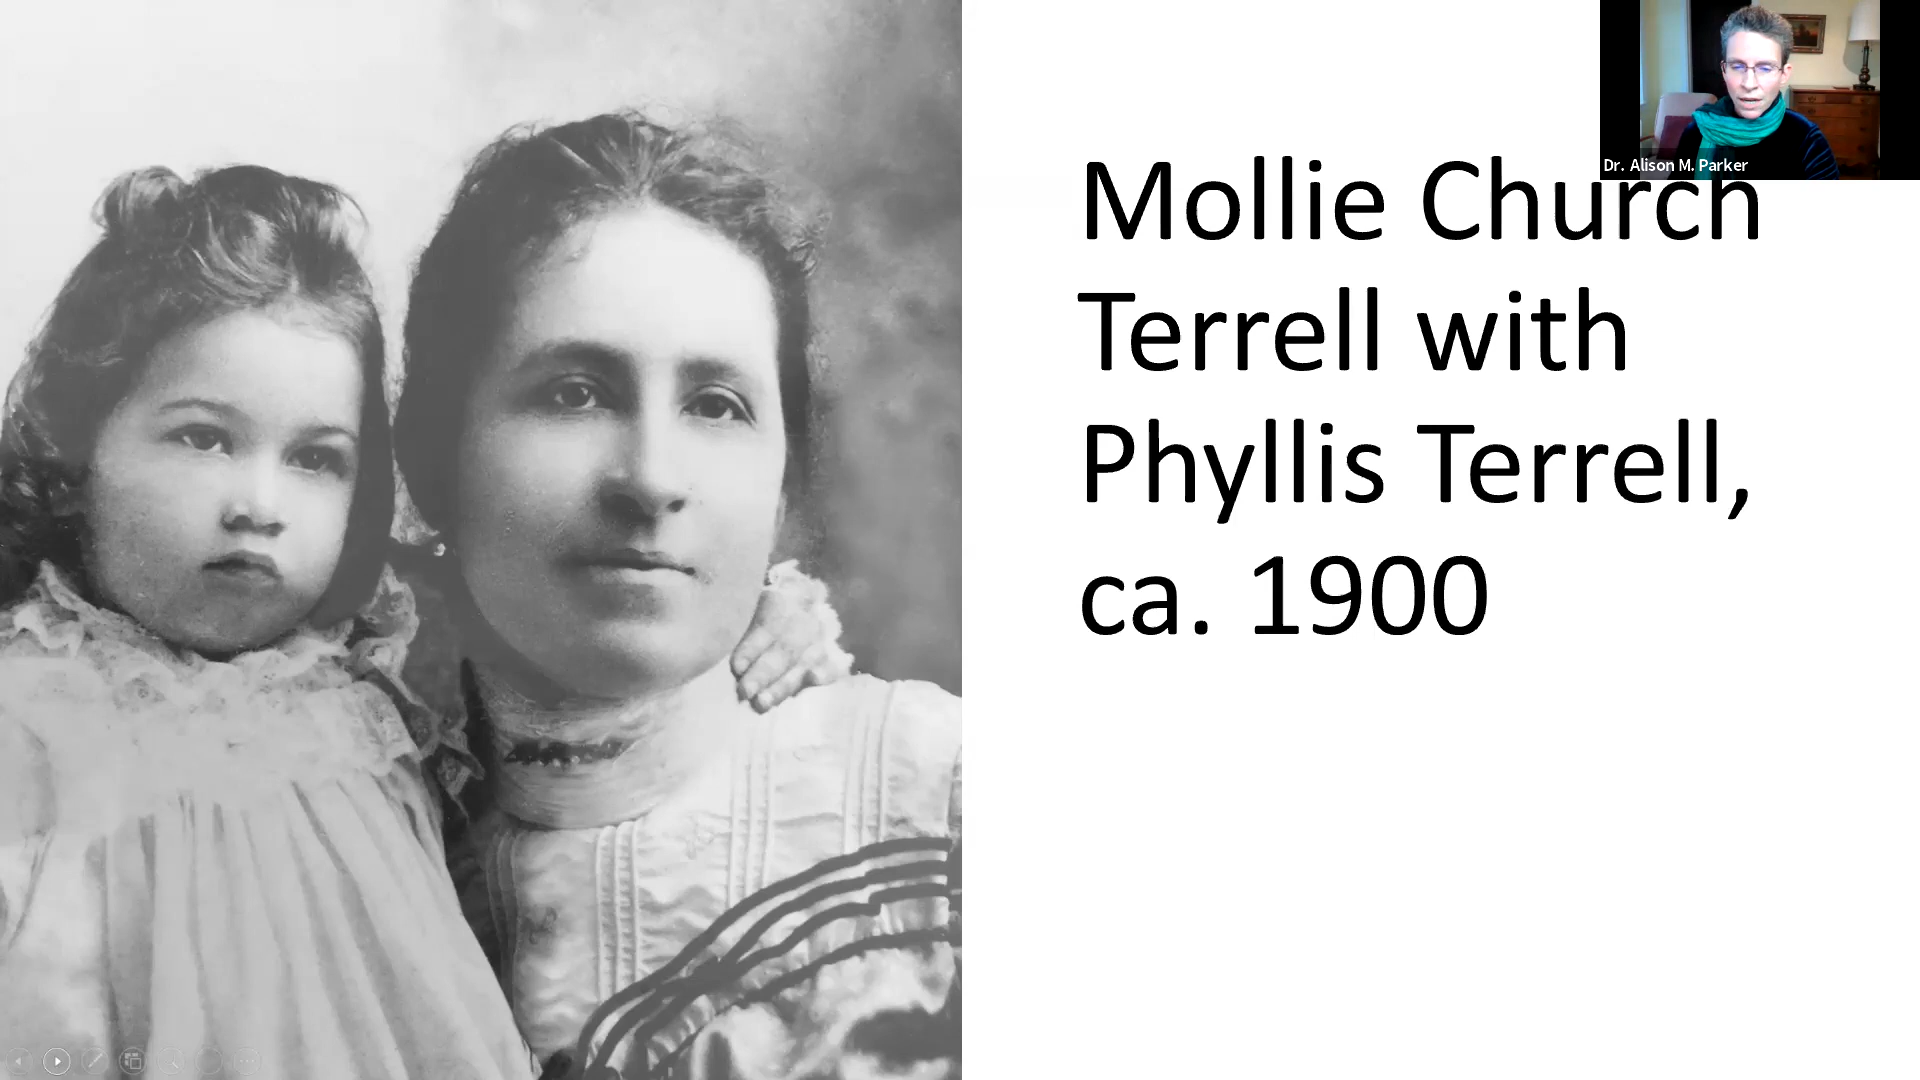 Dr. Alison M. Parker
Mollie Church
Terrell with
Phyllis Terrell,
ca. 1900